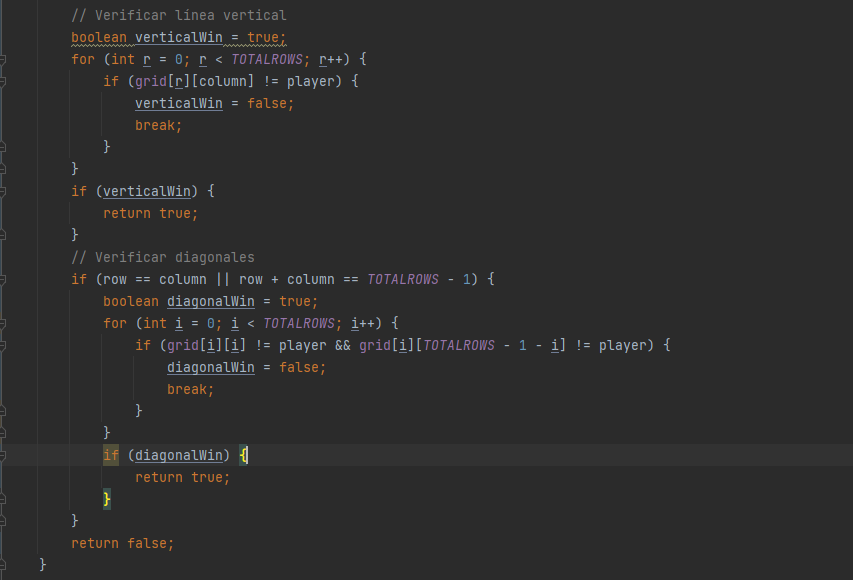 // Verificar línea vertical
boolean verticalWin = true;
for (int r = 0; r < TOTALROWS; r++) {
if (grid[r][column] != player) {
verticalWin = false;
break;
}
}
if (verticalWin) {
return true;
}
// Verificar diagonales
if (row == column || row + column == TOTALROWS - 1) {
boolean diagonalWin = true;
for (int i = 0; i < TOTALROWS; i++) {
if (grid[i][i] != player && grid[i][TOTALROWS - 1 - i] != player) {
diagonalWin = false;
break;
}
}
if (diagonalWin) {
return true;
}
}
return false;
}